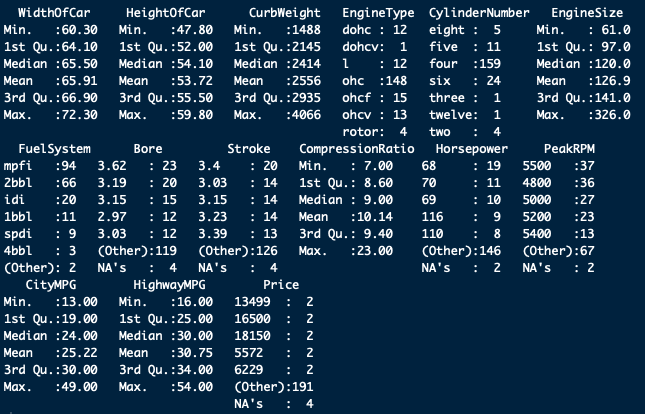 WidthOfCar HeightOfCar CurbWeight EngineType CylinderNumber EngineSize
Min. :60.30 Min. :47.80 Min. :1488 dohc : 12 eight : 5 Min. : 61.0
1st Qu.:64.10 1st Qu.:52.00 1st Qu.:2145 dohcv: 1 five : 11 1st Qu.: 97.0
Median :65.50 Median :54.10 Median :2414 l : 12 four :159 Median :120.0
Mean :65.91 Mean :53.72 Mean :2556 ohc :148 six : 24 Mean :126.9
3rd Qu.:66.90 3rd Qu.:55.50 3rd Qu.:2935 ohcf : 15 three : 1 3rd Qu.:141.0
Max. :72.30 Max. :59.80 Max. :4066 ohcv : 13 twelve: 1 Max. :326.0
rotor: 4 two : 4
FuelSystem Bore Stroke CompressionRatio Horsepower PeakRPM
mpfi :94 3.62 : 23 3.4 : 20 Min. : 7.00 68 : 19 5500 :37
2bbl :66 3.19 : 20 3.03 : 14 1st Qu.: 8.60 70 : 11 4800 :36
idi :20 3.15 : 15 3.15 : 14 Median : 9.00 69 : 10 5000 :27
1bbl :11 2.97 : 12 3.23 : 14 Mean :10.14 116 : 9 5200 :23
spdi : 9 3.03 : 12 3.39 : 13 3rd Qu.: 9.40 110 : 8 5400 :13
4bbl : 3 (Other):119 (Other):126 Max. :23.00 (Other):146 (Other):67
(Other): 2 NA's : 4 NA's : 4 NA's : 2 NA's : 2
CityMPG HighwayMPG Price
Min. :13.00 Min. :16.00 13499 : 2
1st Qu.:19.00 1st Qu.:25.00 16500 : 2
Median :24.00 Median :30.00 18150 : 2
Mean :25.22 Mean :30.75 5572 : 2
3rd Qu.:30.00 3rd Qu.:34.00 6229 : 2
Max. :49.00 Max. :54.00 (Other):191
NA's : 4